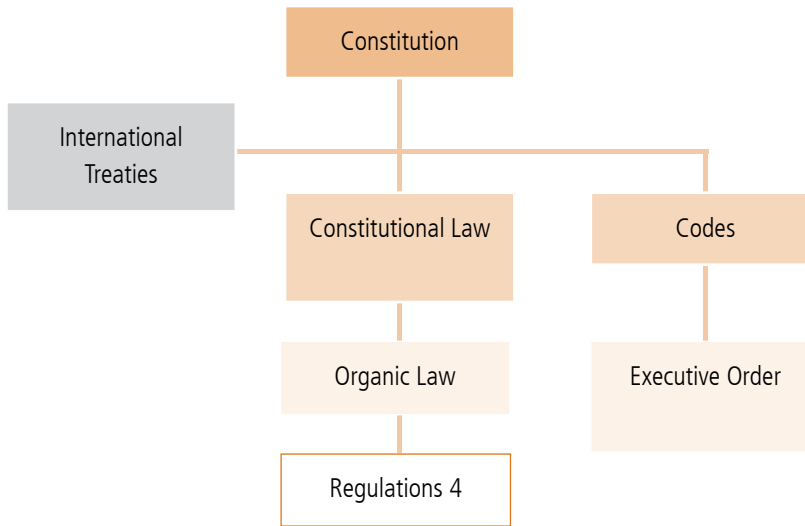 Constitution
International
Treaties
Constitutional Law
Codes
Organic Law
Executive Order
Regulations 4